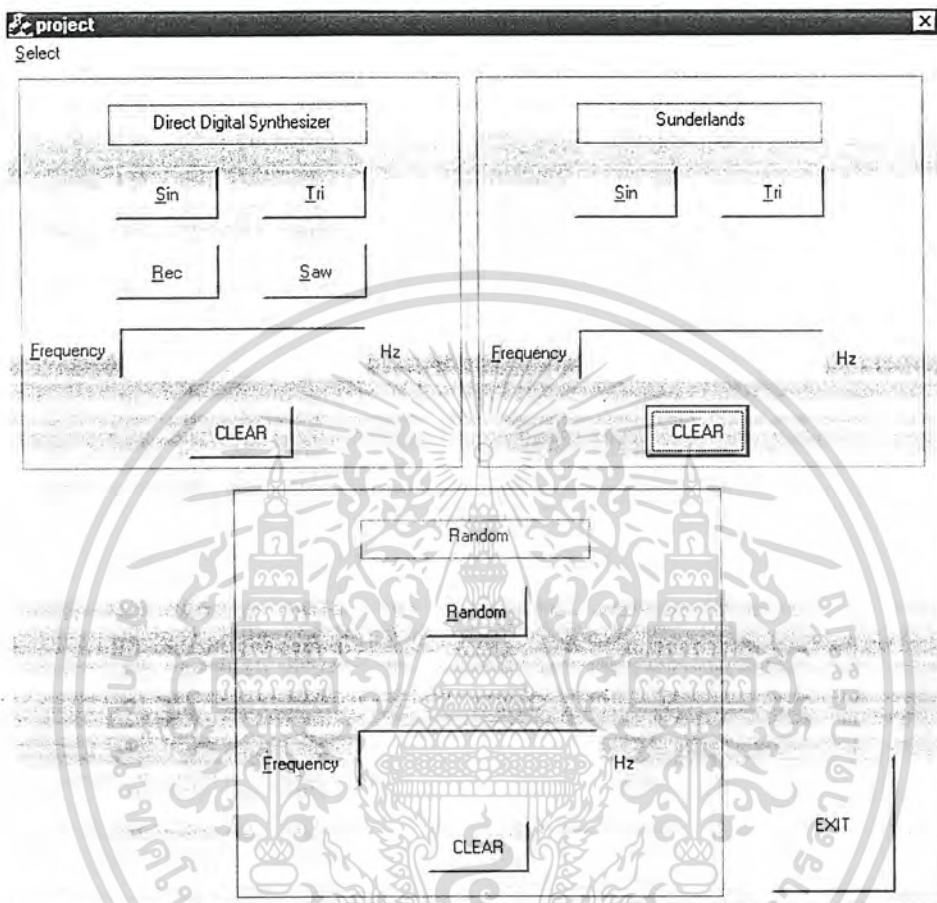 project
Select
Direct Digital Synthesizer
Sin Tri
Rec Saw
Frequency Hz
CLEAR
Sunderlands
Sin Tri
Frequency Hz
CLEAR
Random
Random
Frequency Hz
CLEAR
EXIT